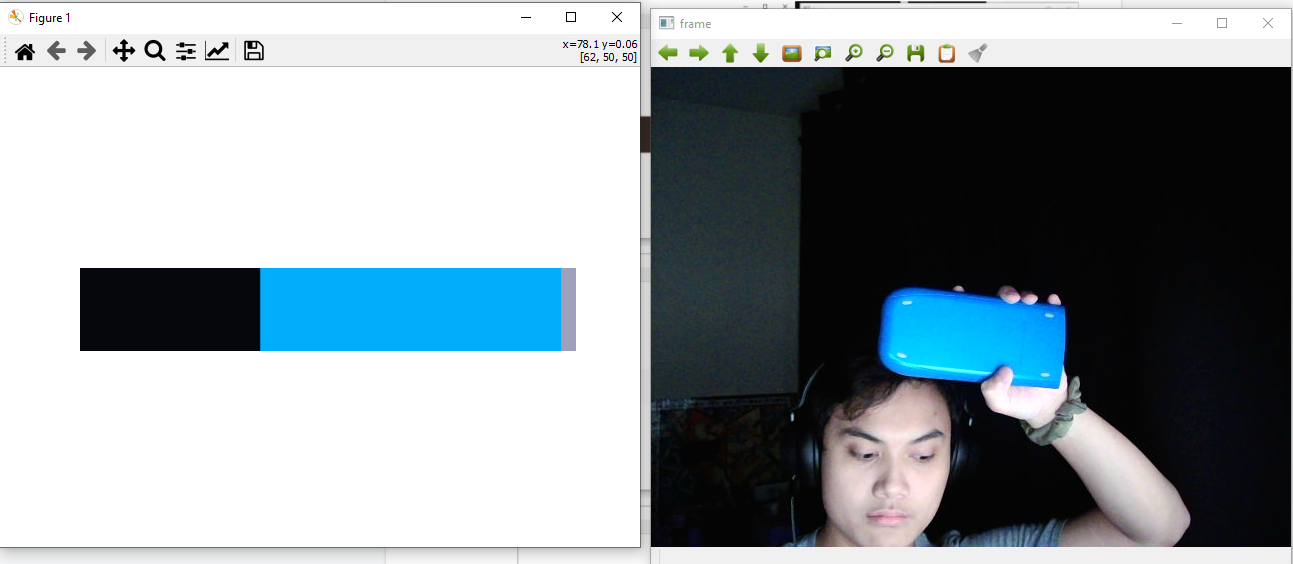 Figure 1
x=78.1 y=0.06
[62, 50, 50]
frame